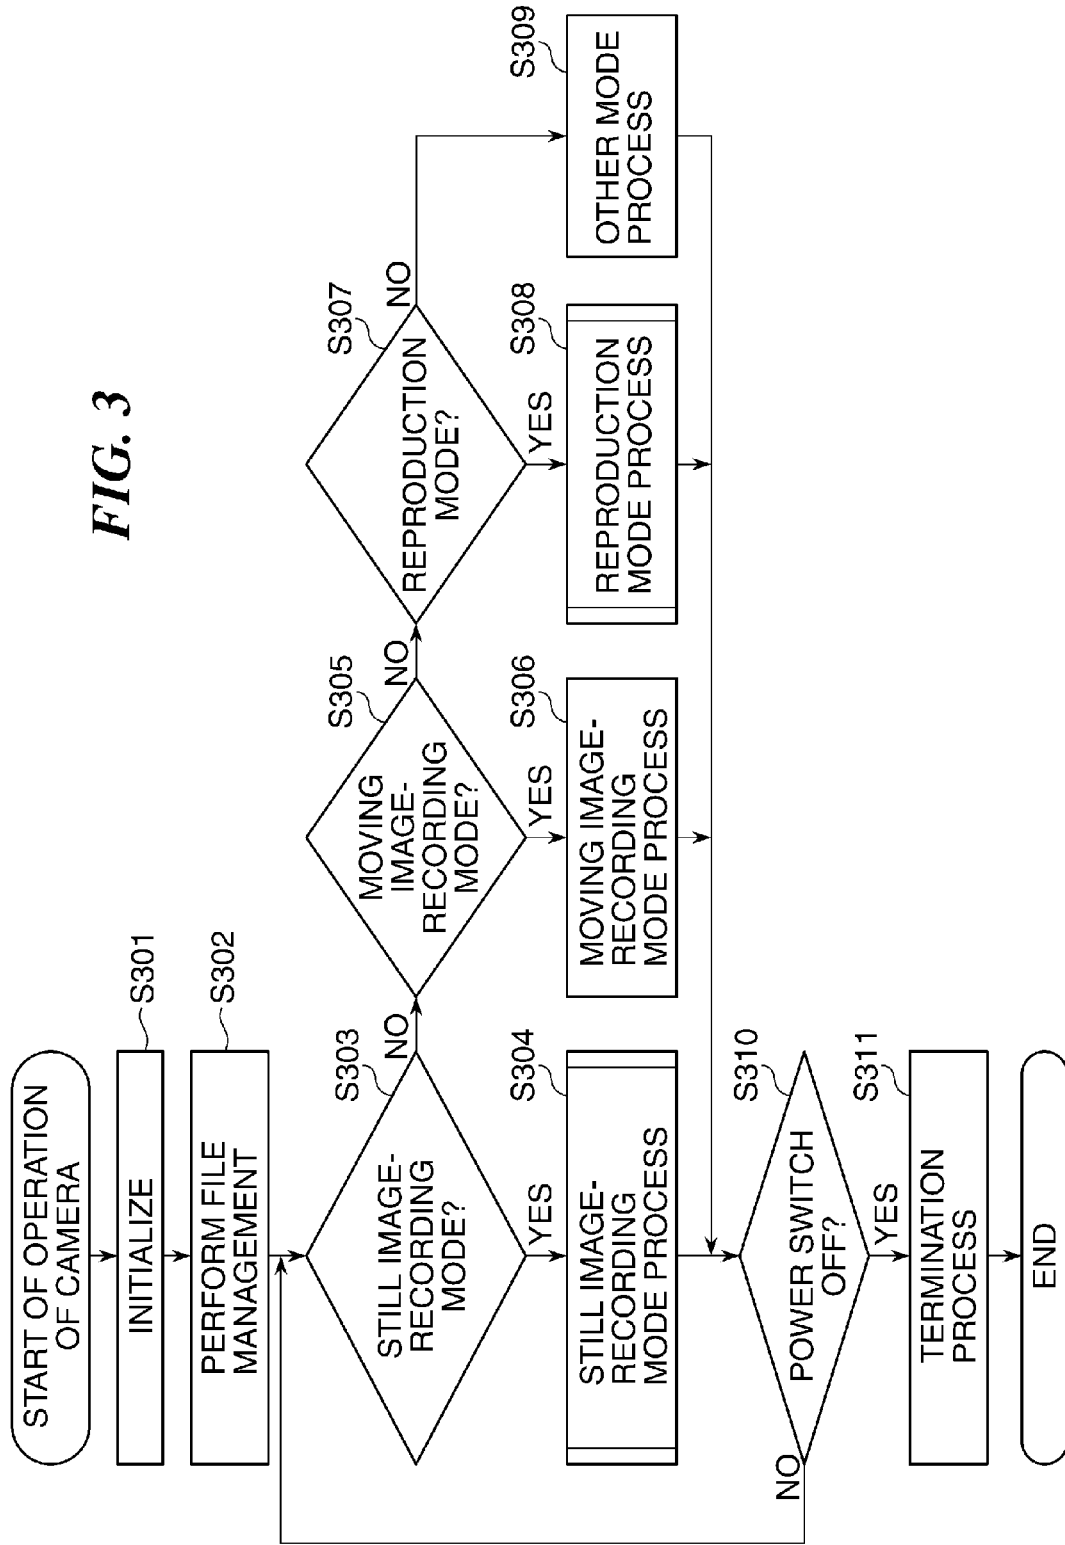 FIG. 3
START OF OPERATION
OF CAMERA
S301
INITIALIZE
S302
PERFORM FILE
MANAGEMENT
S303
STILL IMAGE-
RECORDING
MODE?
NO
YES
S305
MOVING
IMAGE-
RECORDING
MODE?
NO
YES
S307
REPRODUCTION
MODE?
NO
YES
S304
STILL IMAGE-
RECORDING
MODE PROCESS
S306
MOVING IMAGE-
RECORDING
MODE PROCESS
S308
REPRODUCTION
MODE PROCESS
S309
OTHER MODE
PROCESS
S310
POWER SWITCH
OFF?
NO
YES
S311
TERMINATION
PROCESS
END